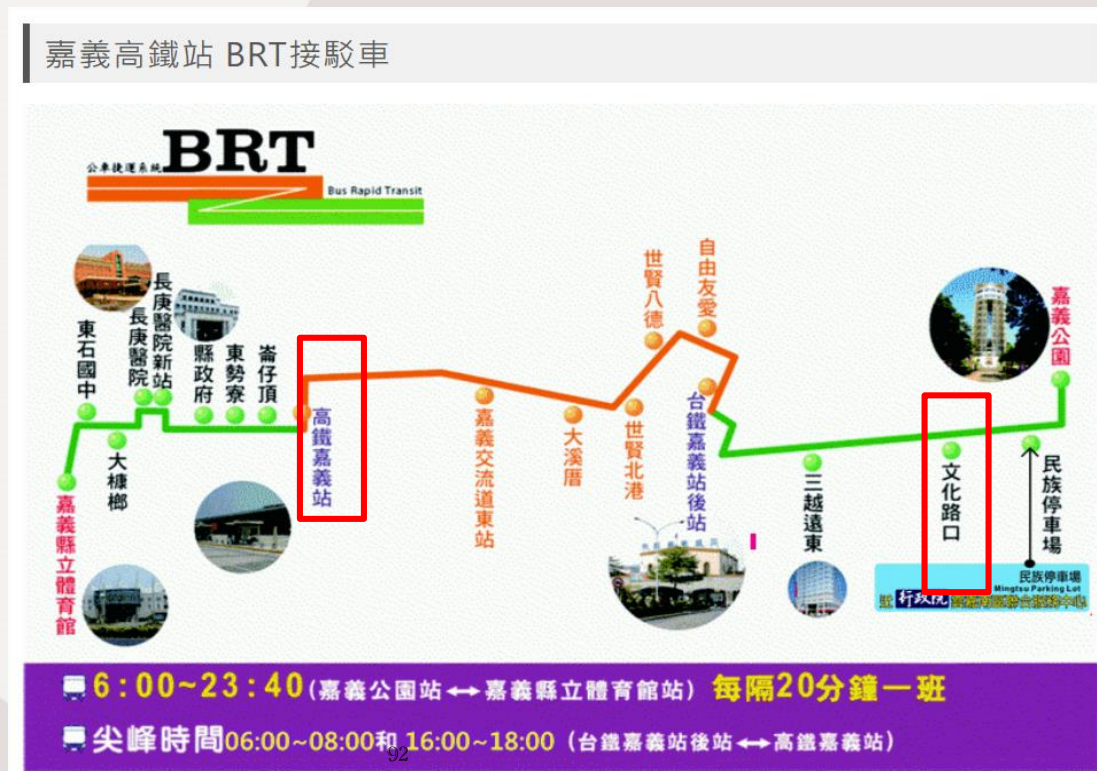 嘉義高鐵站 BRT接駁車
公車捷運系統 BRT
Bus Rapid Transit
嘉義縣立體育館
東石國中
大槺榔
長庚醫院
長庚醫院新站
縣政府
東勢寮
崙仔頂
高鐵嘉義站
嘉義交流道東站
大溪厝
世賢北港
世賢八德
自由友愛
台鐵嘉義站後站
三越遠東
文化路口
民族停車場
嘉義公園
民族停車場
Mingtsu Parking Lot
行政院
6:00~23:40(嘉義公園站↔嘉義縣立體育館站) 每隔20分鐘一班
尖峰時間06:00~08:00和 16:00~18:00 (台鐵嘉義站後站↔高鐵嘉義站)
92